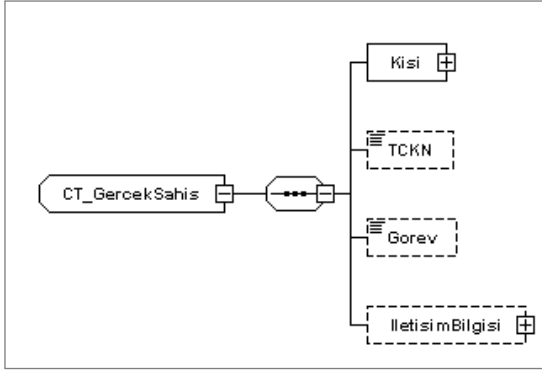 Kisi
TCKN
CT_GercekSahis
Gorev
IletisimBilgisi